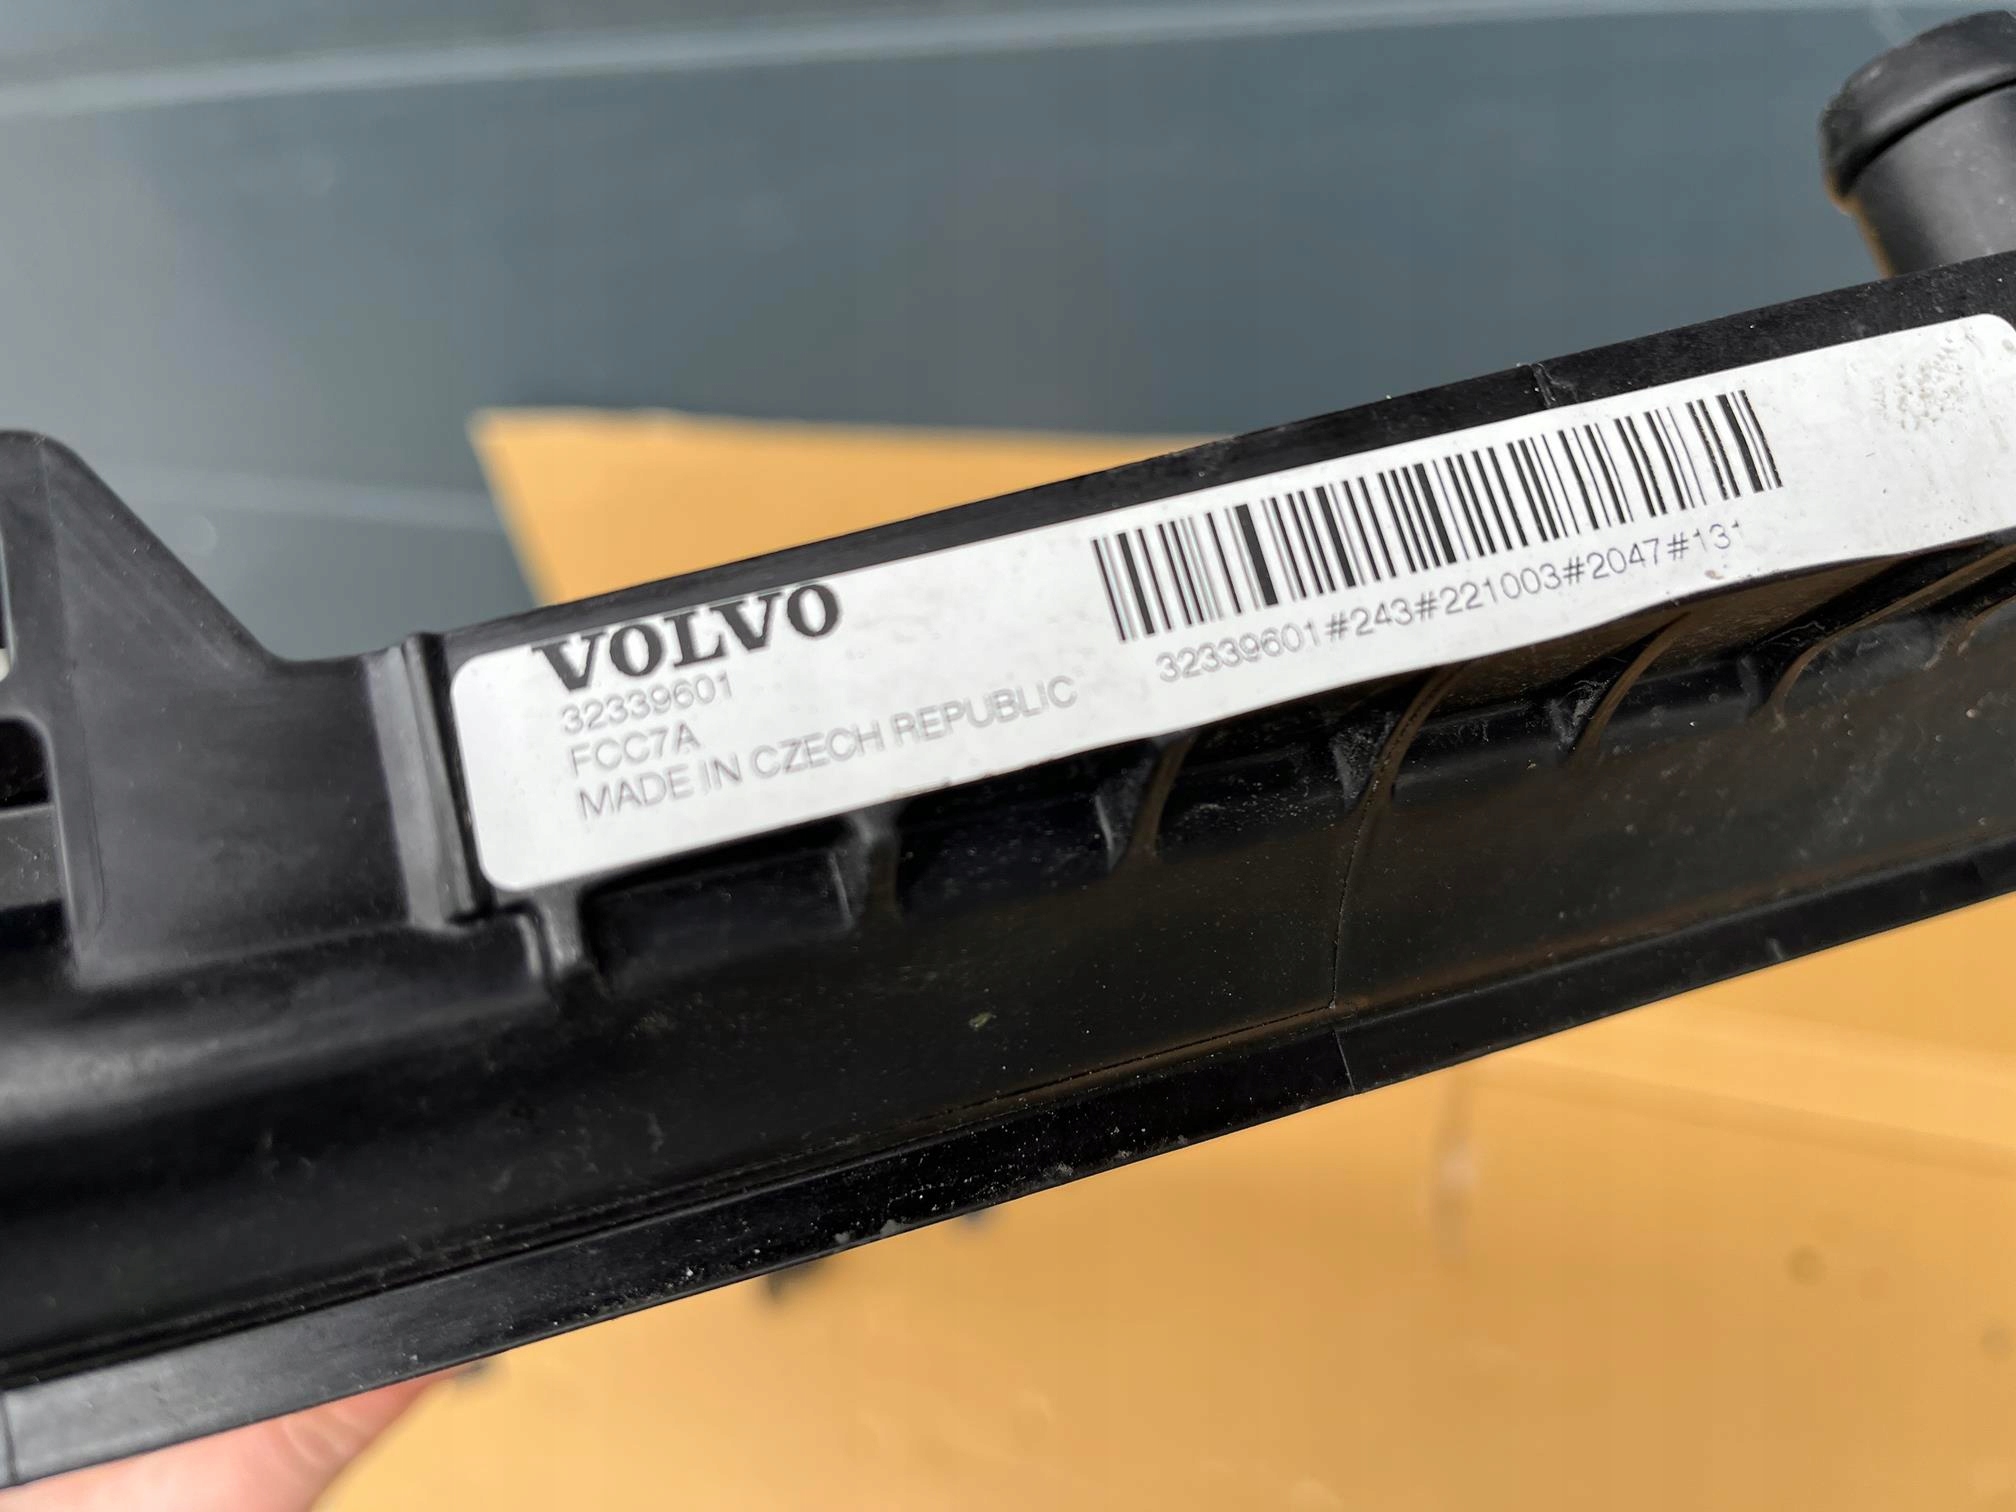 VOLVO
32339601
FCC7A
MADE IN CZECH REPUBLIC
32339601#243#221003#2047#131